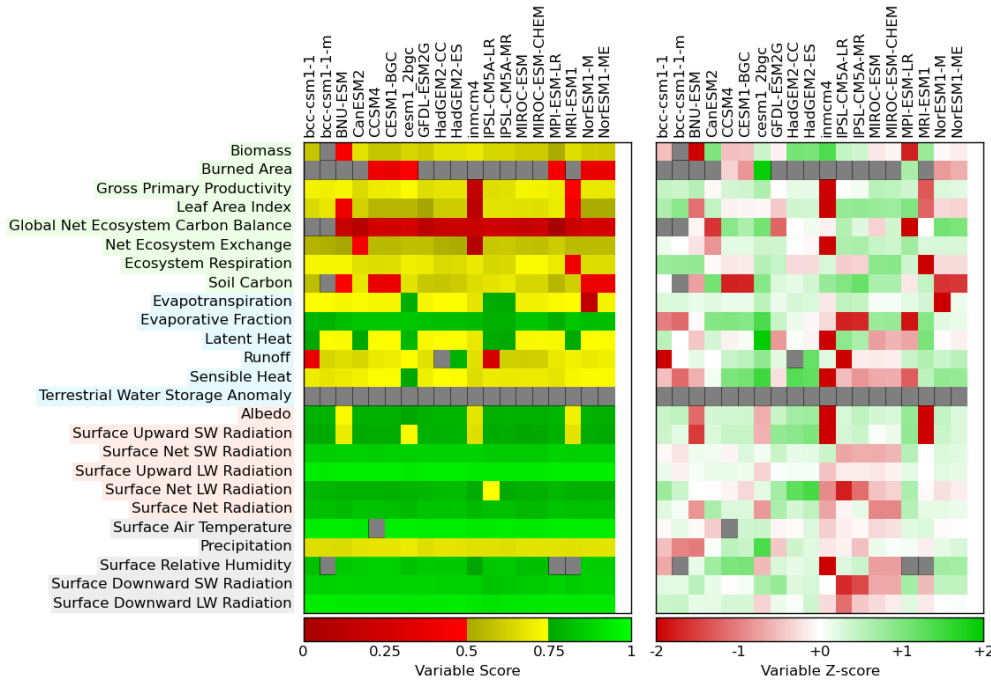 bcc-csm1-1
bcc-csm1-1-m
BNU-ESM
CanESM2
CCSM4
CESM1-BGC
cesm1_2bgc
GFDL-ESM2G
HadGEM2-CC
HadGEM2-ES
inmcm4
IPSL-CM5A-LR
IPSL-CM5A-MR
MIROC-ESM
MIROC-ESM-CHEM
MPI-ESM-LR
MRI-ESM1
NorESM1-M
NorESM1-ME
bcc-csm1-1
bcc-csm1-1-m
BNU-ESM
CanESM2
CCSM4
CESM1-BGC
cesm1_2bgc
GFDL-ESM2G
HadGEM2-CC
HadGEM2-ES
inmcm4
IPSL-CM5A-LR
IPSL-CM5A-MR
MIROC-ESM
MIROC-ESM-CHEM
MPI-ESM-LR
MRI-ESM1
NorESM1-M
NorESM1-ME
Biomass
Burned Area
Gross Primary Productivity
Leaf Area Index
Global Net Ecosystem Carbon Balance
Net Ecosystem Exchange
Ecosystem Respiration
Soil Carbon
Evapotranspiration
Evaporative Fraction
Latent Heat
Runoff
Sensible Heat
Terrestrial Water Storage Anomaly
Albedo
Surface Upward SW Radiation
Surface Net SW Radiation
Surface Upward LW Radiation
Surface Net LW Radiation
Surface Net Radiation
Surface Air Temperature
Precipitation
Surface Relative Humidity
Surface Downward SW Radiation
Surface Downward LW Radiation
0 0.25 0.5 0.75 1
Variable Score
-2 -1 +0 +1 +2
Variable Z-score